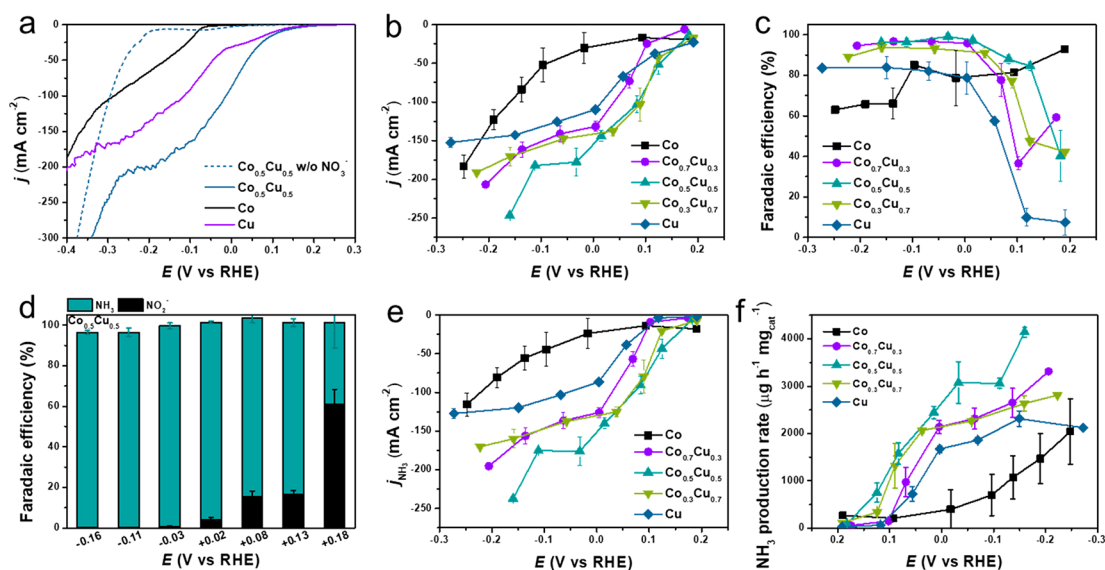 a
0
-50
-100
-150
-200
-250
-300
j (mA cm-2)
-0.4 -0.3 -0.2 -0.1 0.0 0.1 0.2 0.3
E (V vs RHE)
Co0.5Cu0.5 w/o NO3-
Co0.5Cu0.5
Co
Cu
b
0
-50
-100
-150
-200
-250
j (mA cm-2)
-0.3 -0.2 -0.1 0.0 0.1 0.2
E (V vs RHE)
Co
Co0.7Cu0.3
Co0.5Cu0.5
Co0.3Cu0.7
Cu
c
100
80
60
40
20
0
Faradaic efficiency (%)
-0.3 -0.2 -0.1 0.0 0.1 0.2
E (V vs RHE)
Co
Co0.7Cu0.3
Co0.5Cu0.5
Co0.3Cu0.7
Cu
d
NH3 NO2-
Co0.5Cu0.5
100
80
60
40
20
0
Faradaic efficiency (%)
-0.16 -0.11 -0.03 +0.02 +0.08 +0.13 +0.18
E (V vs RHE)
e
0
-50
-100
-150
-200
-250
jNH3 (mA cm-2)
-0.3 -0.2 -0.1 0.0 0.1 0.2
E (V vs RHE)
Co
Co0.7Cu0.3
Co0.5Cu0.5
Co0.3Cu0.7
Cu
f
4000
3000
2000
1000
0
NH3 production rate (μg h-1 mgcat-1)
0.2 0.1 0.0 -0.1 -0.2 -0.3
E (V vs RHE)
Co
Co0.7Cu0.3
Co0.5Cu0.5
Co0.3Cu0.7
Cu